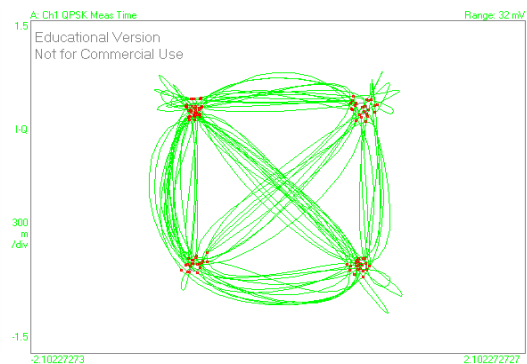 A: Ch1 QPSK Meas Time
Range: 32 mV
1.5
Educational Version
Not for Commercial Use
I-Q
300
m
/div
-1.5
-2.10227273
2.102272727